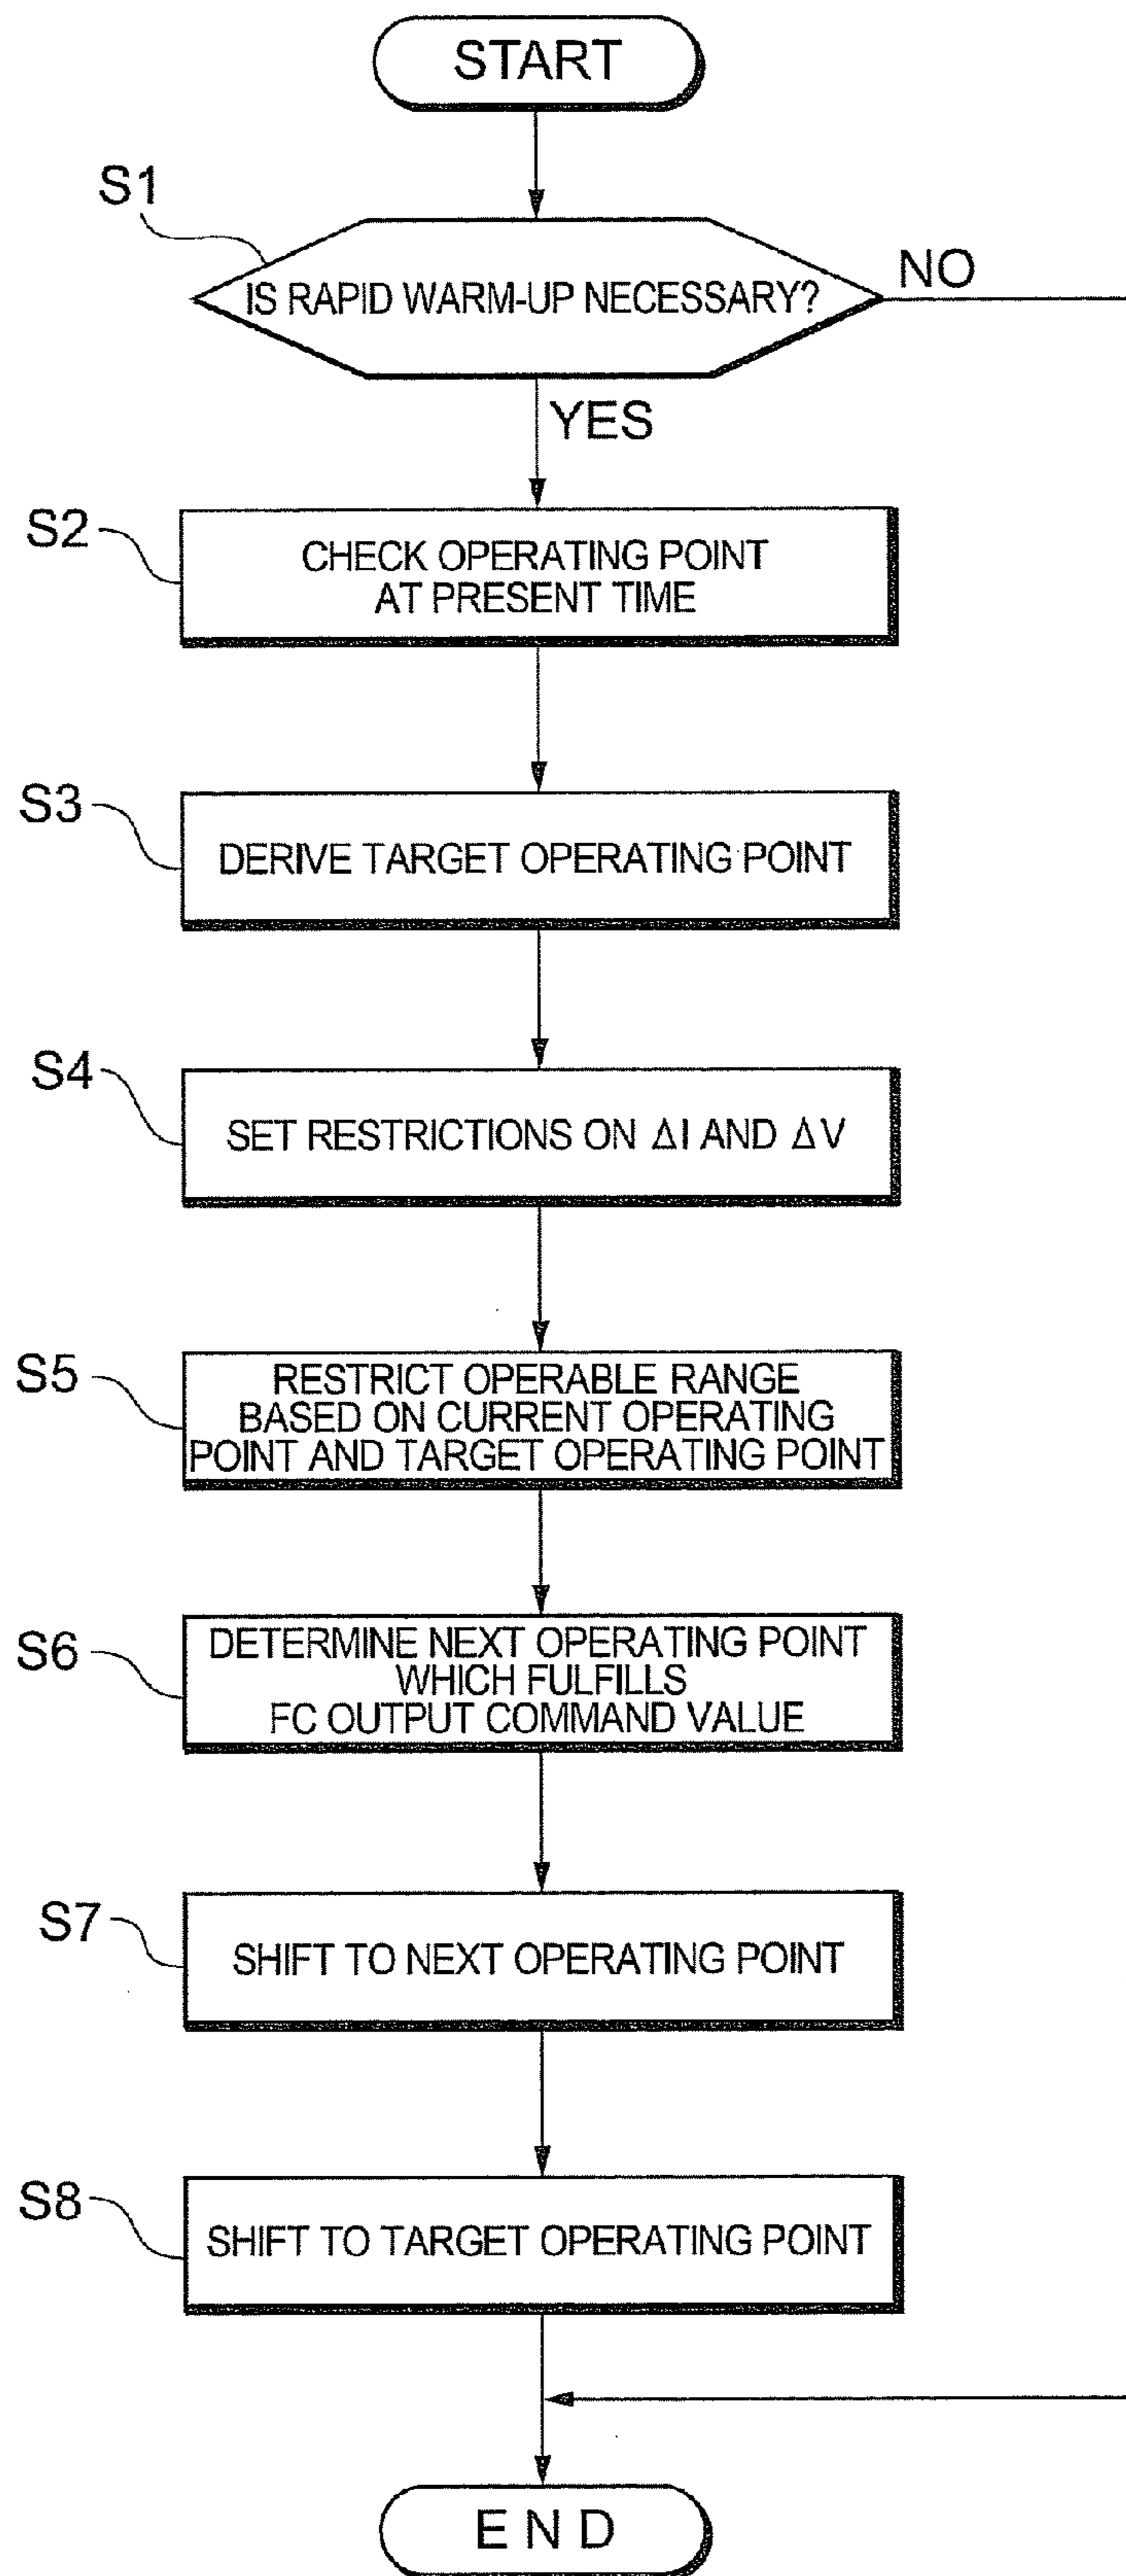 START
S1
IS RAPID WARM-UP NECESSARY?
NO
YES
S2
CHECK OPERATING POINT
AT PRESENT TIME
S3
DERIVE TARGET OPERATING POINT
S4
SET RESTRICTIONS ON ΔI AND ΔV
S5
RESTRICT OPERABLE RANGE
BASED ON CURRENT OPERATING
POINT AND TARGET OPERATING POINT
S6
DETERMINE NEXT OPERATING POINT
WHICH FULFILLS
FC OUTPUT COMMAND VALUE
S7
SHIFT TO NEXT OPERATING POINT
S8
SHIFT TO TARGET OPERATING POINT
END